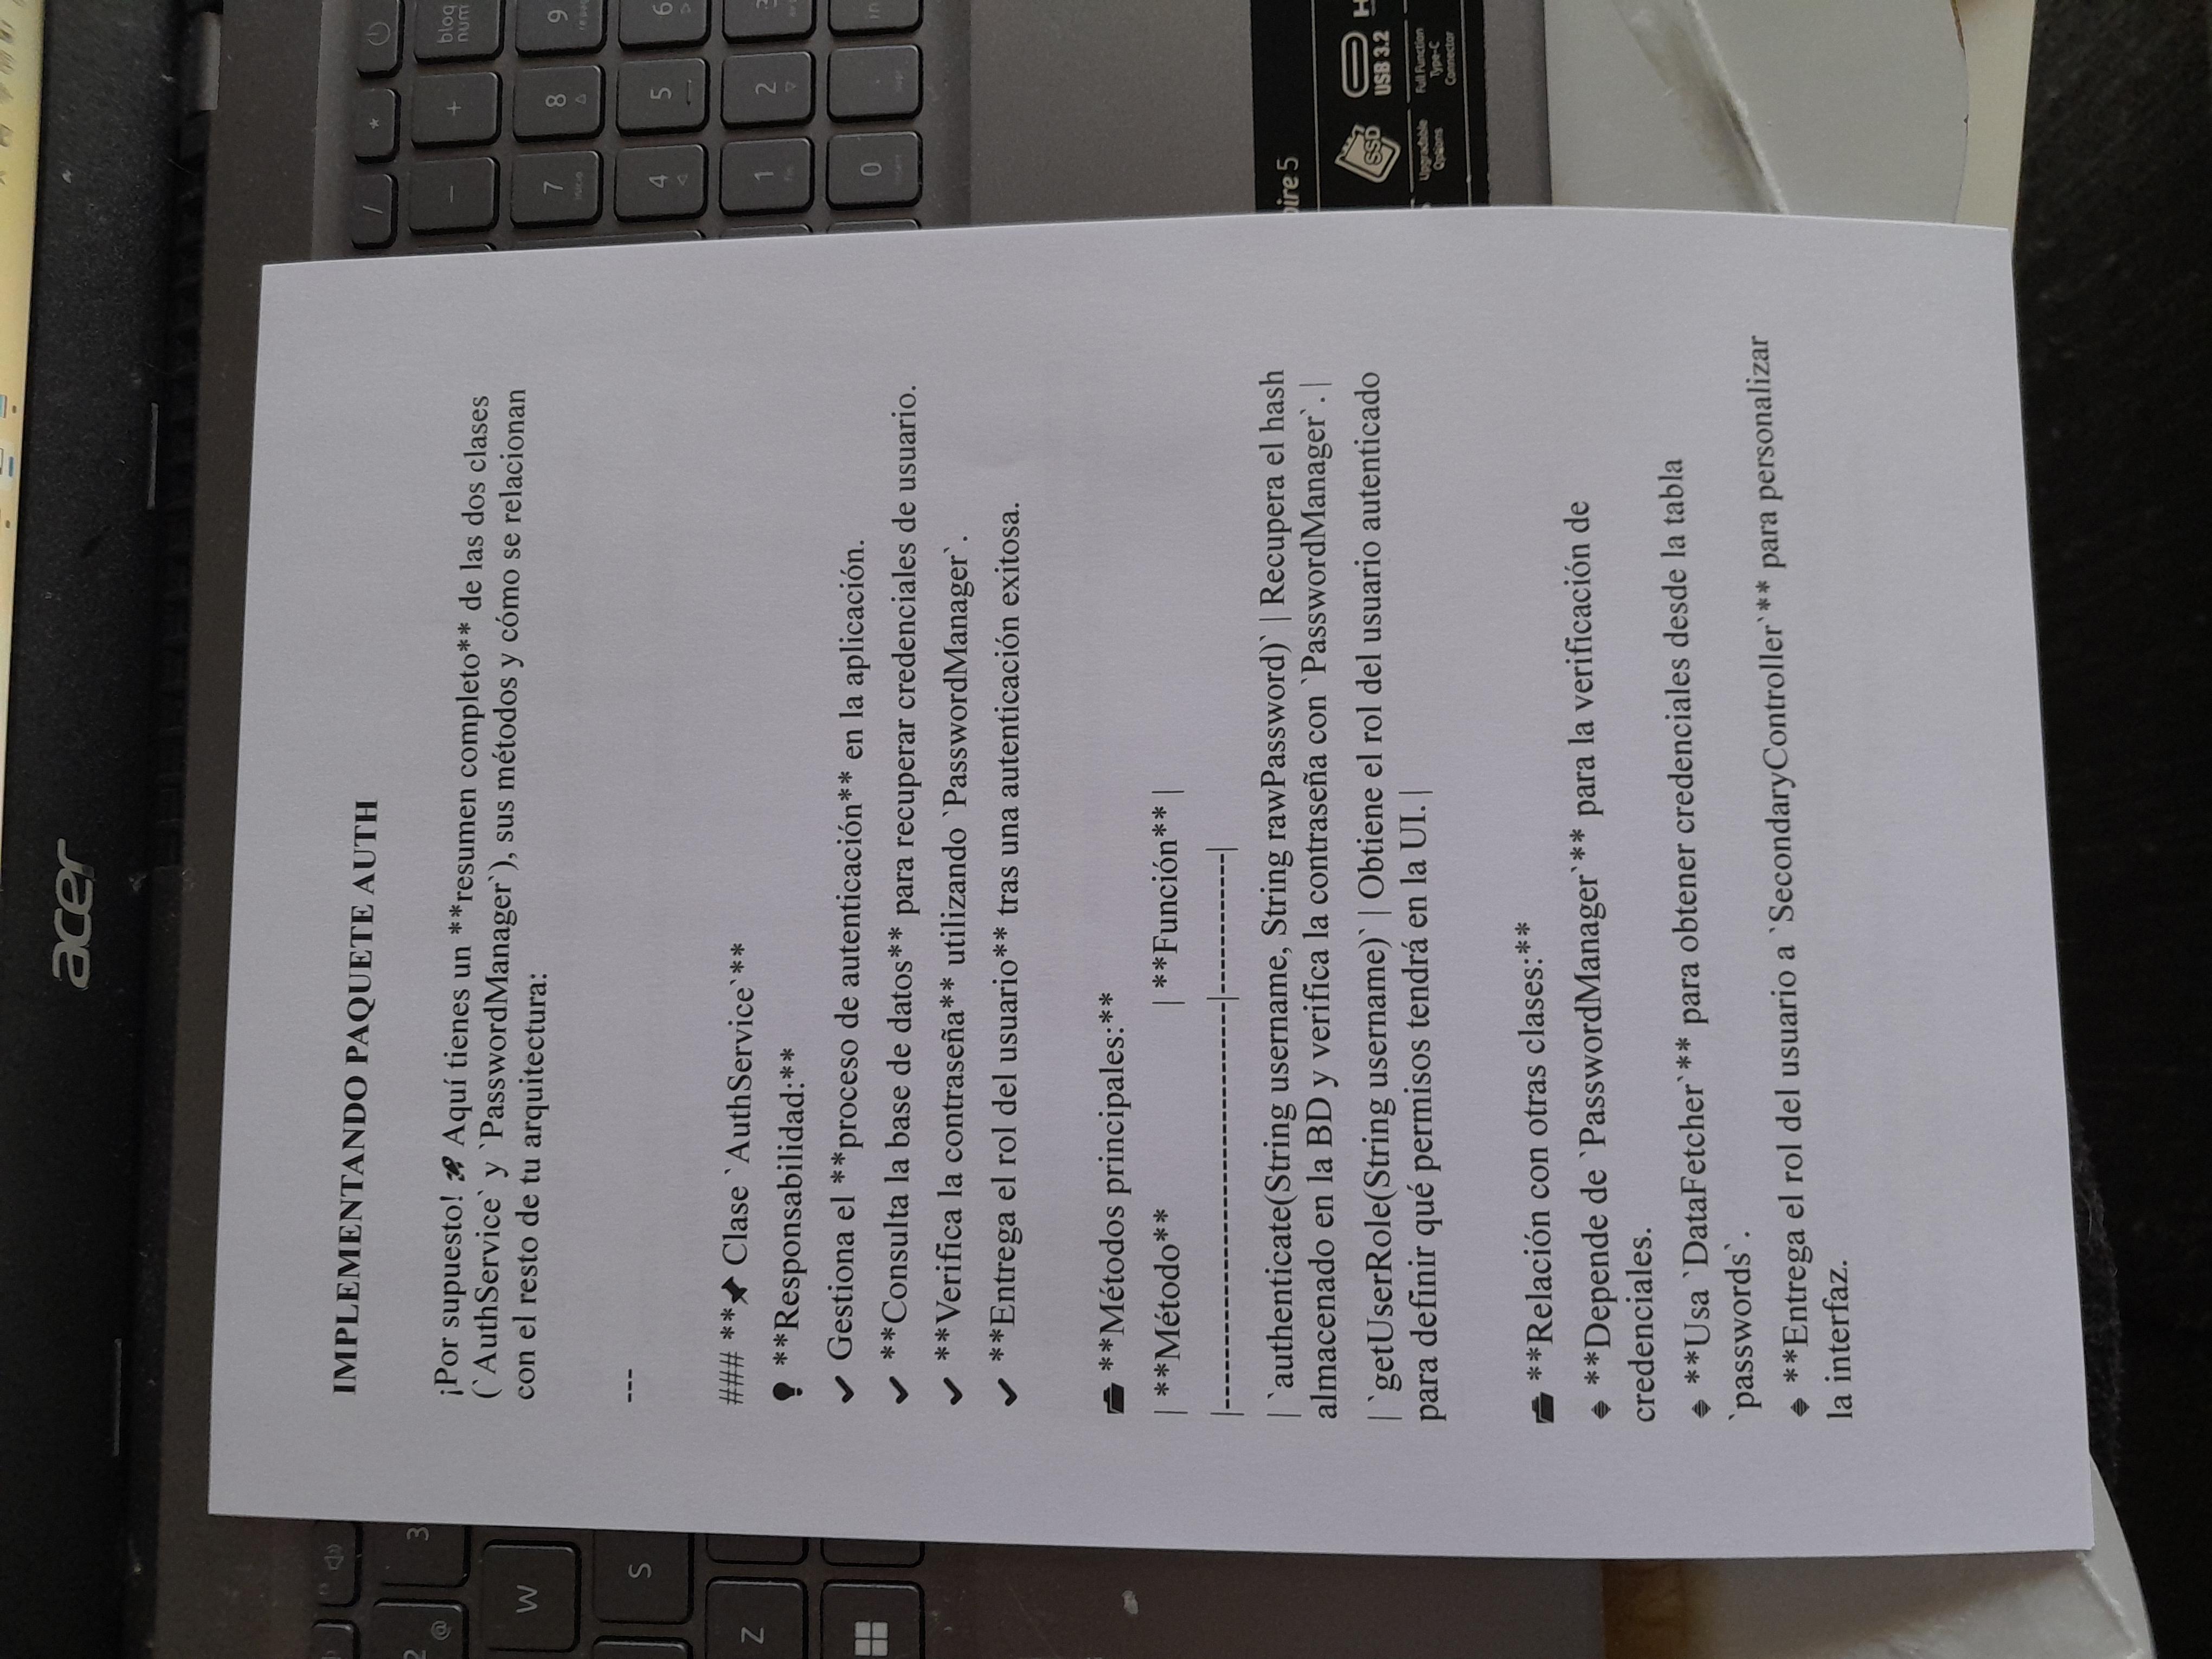 acer
IMPLEMENTANDO PAQUETE AUTH
¡Por supuesto! 🚀 Aquí tienes un **resumen completo** de las dos clases
(`AuthService` y `PasswordManager`), sus métodos y cómo se relacionan
con el resto de tu arquitectura:
---
### **📌 Clase `AuthService`**
💡 **Responsabilidad:**
✔ Gestiona el **proceso de autenticación** en la aplicación.
✔ **Consulta la base de datos** para recuperar credenciales de usuario.
✔ **Verifica la contraseña** utilizando `PasswordManager`.
✔ **Entrega el rol del usuario** tras una autenticación exitosa.
📂 **Métodos principales:**
| **Método** | **Función** |
|--------------------------------|------------|
| `authenticate(String username, String rawPassword)` | Recupera el hash
almacenado en la BD y verifica la contraseña con `PasswordManager`. |
| `getUserRole(String username)` | Obtiene el rol del usuario autenticado
para definir qué permisos tendrá en la UI. |
📂 **Relación con otras clases:**
🔹 **Depende de `PasswordManager`** para la verificación de
credenciales.
🔹 **Usa `DataFetcher`** para obtener credenciales desde la tabla
`passwords`.
🔹 **Entrega el rol del usuario a `SecondaryController`** para personalizar
la interfaz.
2 @
3
W
S
Z
/ *
- + bloq num
7 8 9
4 5 6
1 2 3
0 .
5
SSD
USB 3.2
Upgradable
Options
Full Function
Type-C
Connector